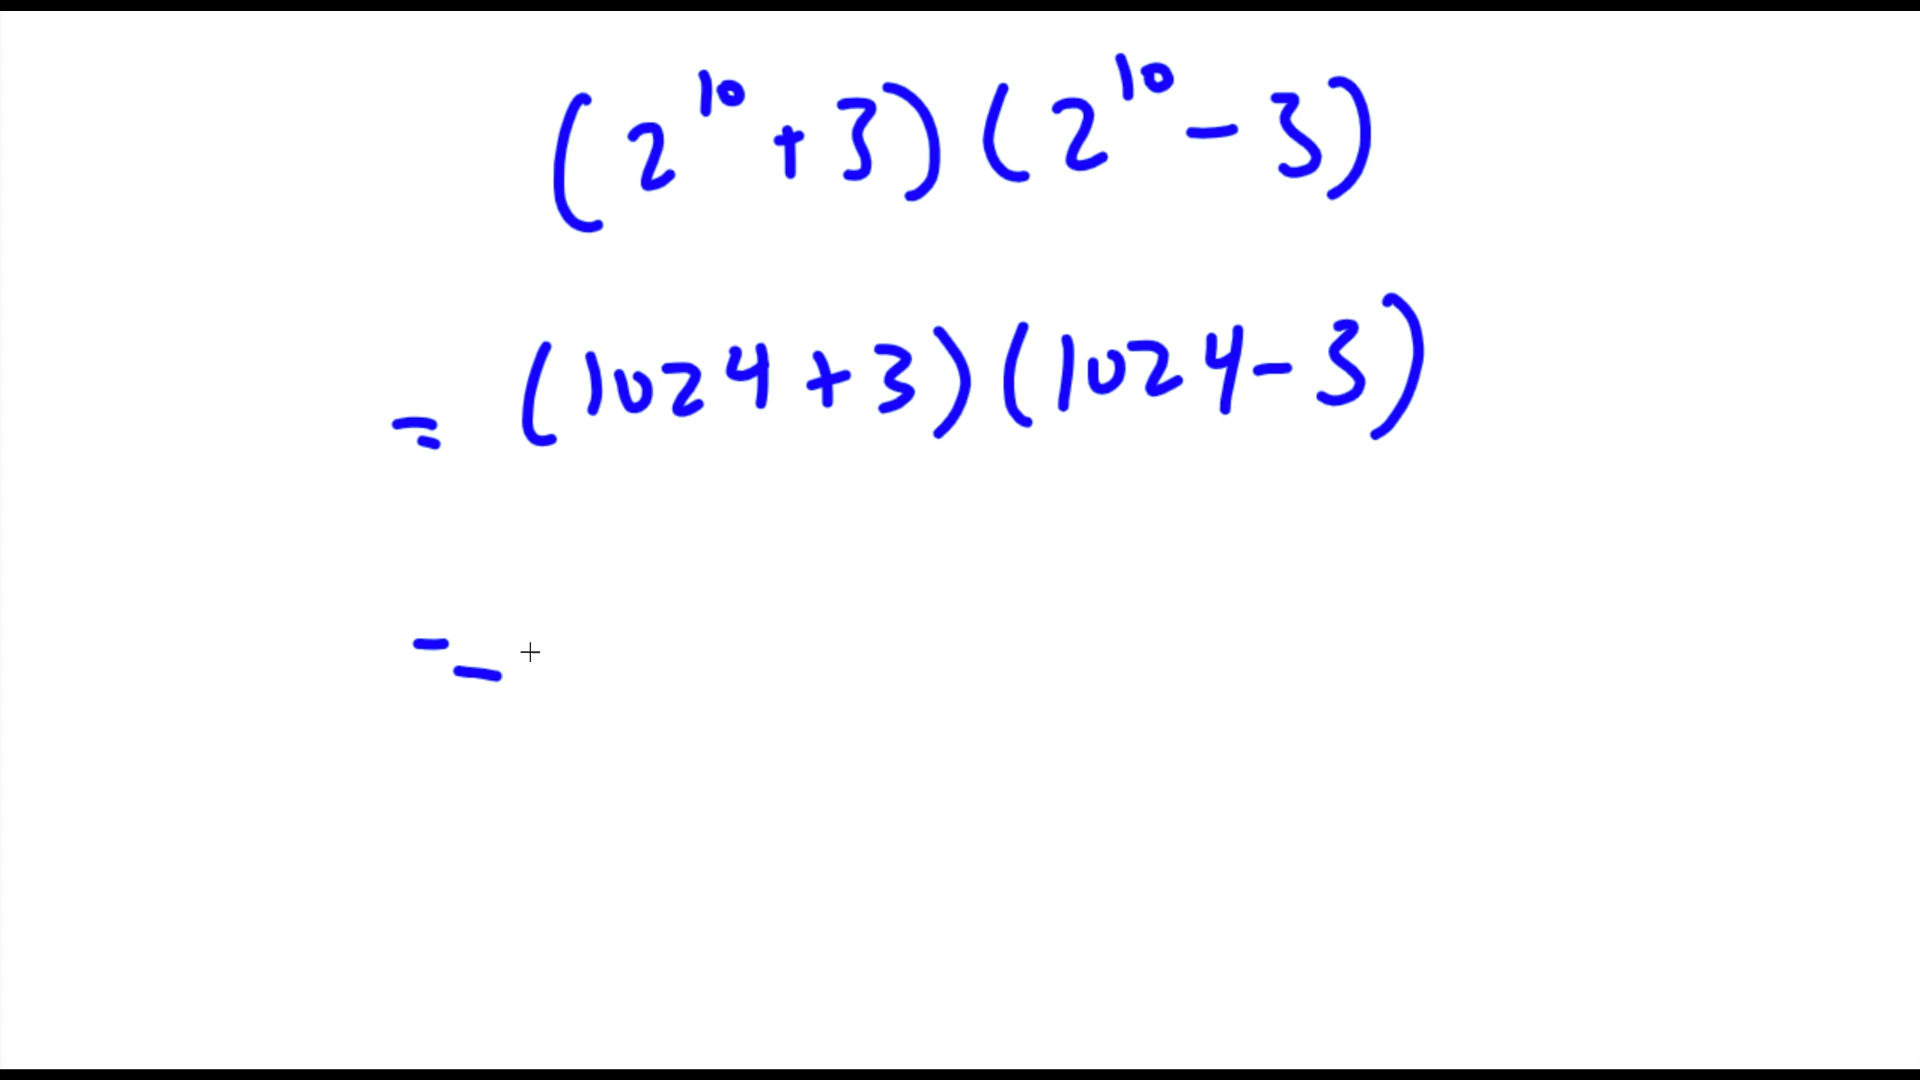 (2¹⁰ + 3) (2¹⁰ - 3)
= (1024 + 3) (1024 - 3)
=